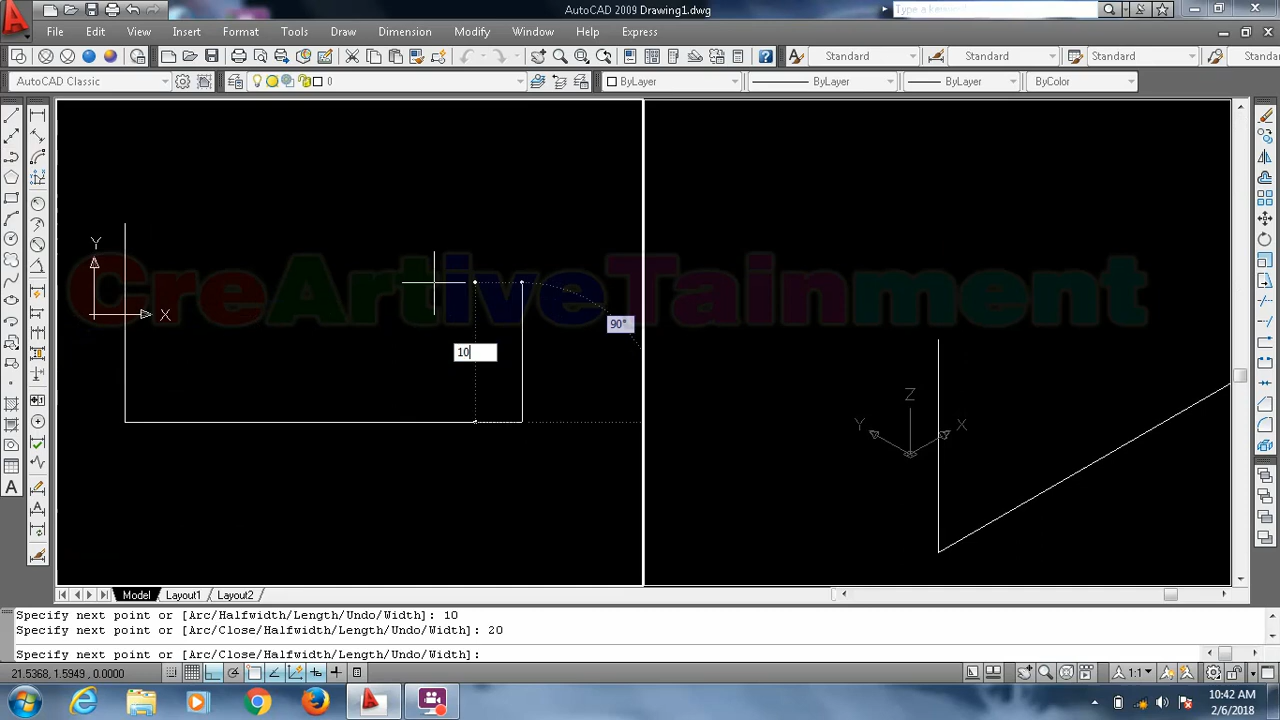 AutoCAD 2009 Drawing1.dwg
Type a key
File Edit View Insert Format Tools Draw Dimension Modify Window Help Express
Standard Standard Standard Standa
AutoCAD Classic 0 ByLayer ByLayer ByLayer ByColor
CreArtiveTainment
Y
X
90°
10
Z
Y X
Model Layout1 Layout2
Specify next point or [Arc/Halfwidth/Length/Undo/Width]: 10
Specify next point or [Arc/Close/Halfwidth/Length/Undo/Width]: 20
Specify next point or [Arc/Close/Halfwidth/Length/Undo/Width]:
21.5368, 1.5949, 0.0000 1:1
10:42 AM
2/6/2018